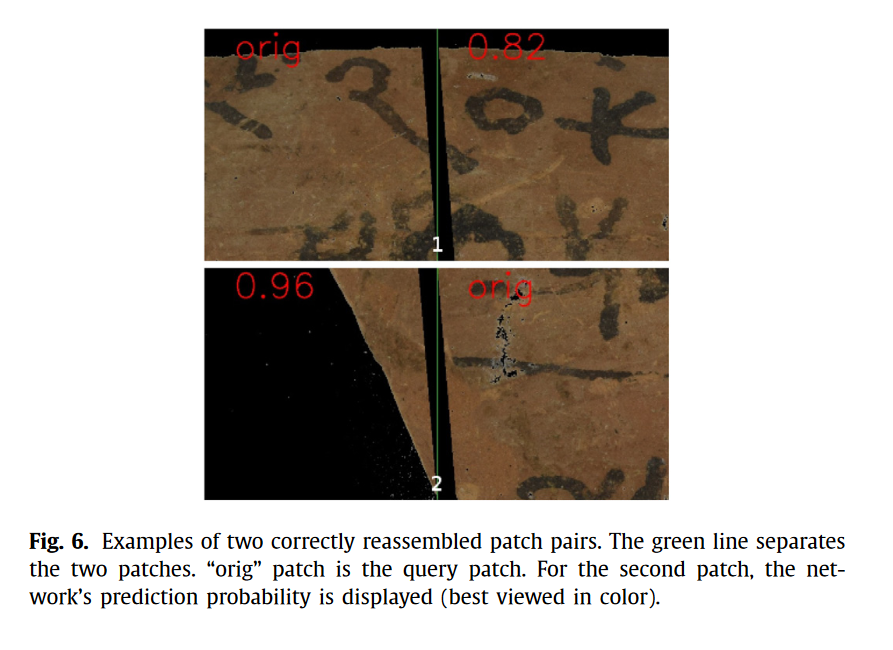 orig 0.82
1
0.96 orig
2
Fig. 6. Examples of two correctly reassembled patch pairs. The green line separates
the two patches. “orig” patch is the query patch. For the second patch, the net-
work’s prediction probability is displayed (best viewed in color).